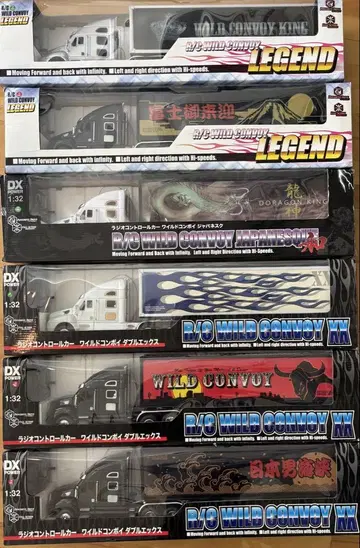 R/C
WILD CONVOY
LEGEND
WILD CONVOY KING
R/C WILD CONVOY
LEGEND
■Moving Forward and back with infinity. ■Left and right direction with Hi-speeds.
R/C
WILD CONVOY
LEGEND
富士御来迎
R/C WILD CONVOY
LEGEND
■Moving Forward and back with infinity. ■Left and right direction with Hi-speeds.
DX
POWER
1:32
龍神
DORAGON KING
ラジオコントロールカー ワイルドコンボイ ジャパネスク
R/C WILD CONVOY JAPANESQUE
Moving Forward and back with infinity. Left and Right Direction with Hi-Speeds.
DX
POWER
1:32
R/C WILD CONVOY XX
ラジオコントロールカー ワイルドコンボイ ダブルエックス
■Moving Forward and back with infinity. ■Left and right direction with Hi-speeds.
DX
POWER
1:32
WILD CONVOY
R/C WILD CONVOY XX
ラジオコントロールカー ワイルドコンボイ ダブルエックス
■Moving Forward and back with infinity. ■Left and right direction with Hi-speeds.
DX
POWER
1:32
R/C WILD CONVOY XX
ラジオコントロールカー ワイルドコンボイ ダブルエックス
■Moving Forward and back with infinity. ■Left and right direction with Hi-speeds.